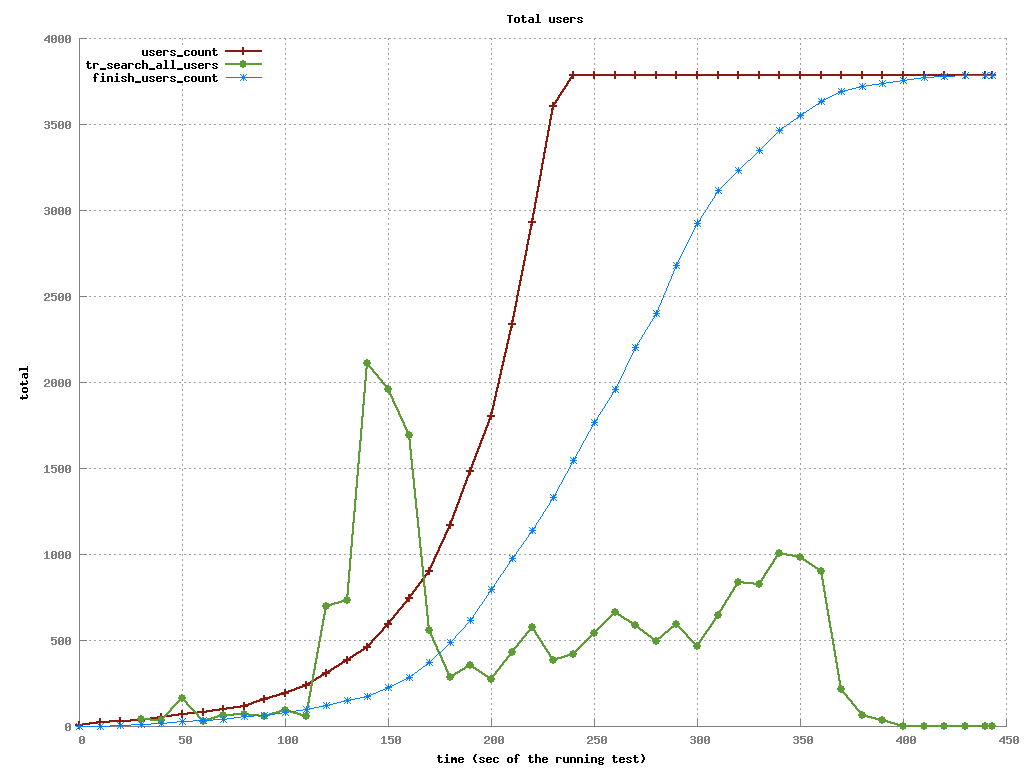 Total users
4000
users_count
tr_search_all_users
finish_users_count
3500
3000
2500
total
2000
1500
1000
500
0
0 50 100 150 200 250 300 350 400 450
time (sec of the running test)